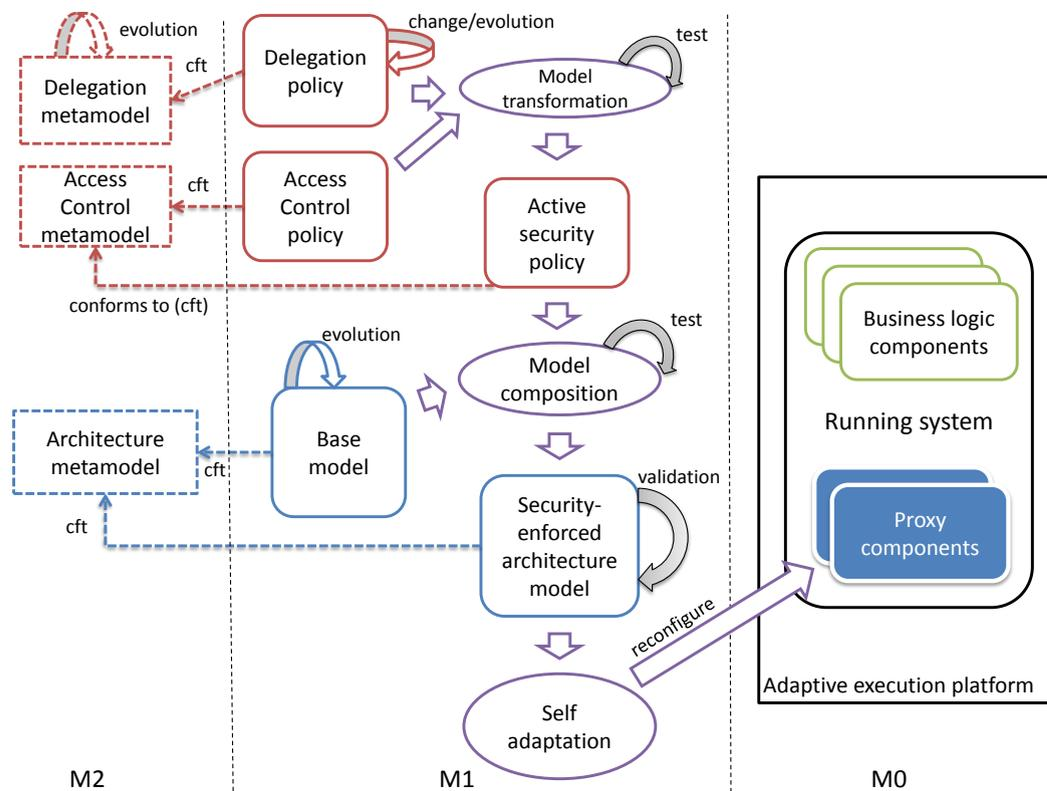 evolution
cft
Delegation
metamodel
change/evolution
Delegation
policy
test
Model
transformation
cft
Access
Control
metamodel
Access
Control
policy
Active
security
policy
conforms to (cft)
evolution
test
Model
composition
Architecture
metamodel
cft
Base
model
cft
validation
Security-
enforced
architecture
model
reconfigure
Self
adaptation
Business logic
components
Running system
Proxy
components
Adaptive execution platform
M2
M1
M0